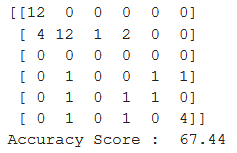 [[12 0 0 0 0 0]
[ 4 12 1 2 0 0]
[ 0 0 0 0 0 0]
[ 0 1 0 0 1 1]
[ 0 1 0 1 1 0]
[ 0 1 0 1 0 4]]
Accuracy Score : 67.44